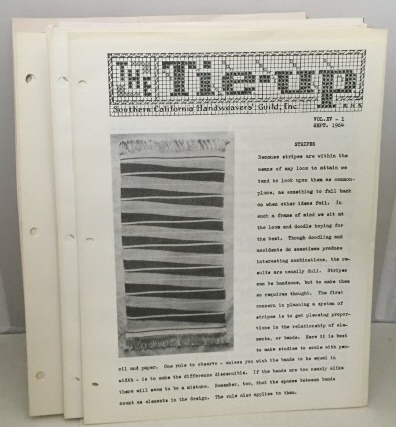 THE Tie-up
Southern California Handweavers' Guild, Inc.
VOL.XV - 1
SEPT. 1964
STRIPES
Because stripes are within the
means of any loom to attain we
tend to look upon them as common-
place, as something to fall back
on when other ideas fail. In
such a frame of mind we sit at
the loom and doodle hoping for
the best. Though doodling and
accidents do sometimes produce
interesting combinations, the re-
sults are usually dull. Stripes
can be handsome, but to make them
so requires thought. The first
concern in planning a system of
stripes is to get pleasing propor-
tions in the relationship of ele-
ments, or bands. Here it is best
to make studies to scale with pen-
cil and paper. One rule to observe - unless you wish the bands to be equal in
width - is to make the difference discernible. If the bands are too nearly alike
there will seem to be a mistake. Remember, too, that the spaces between bands
count as elements in the design. The rule also applies to them.